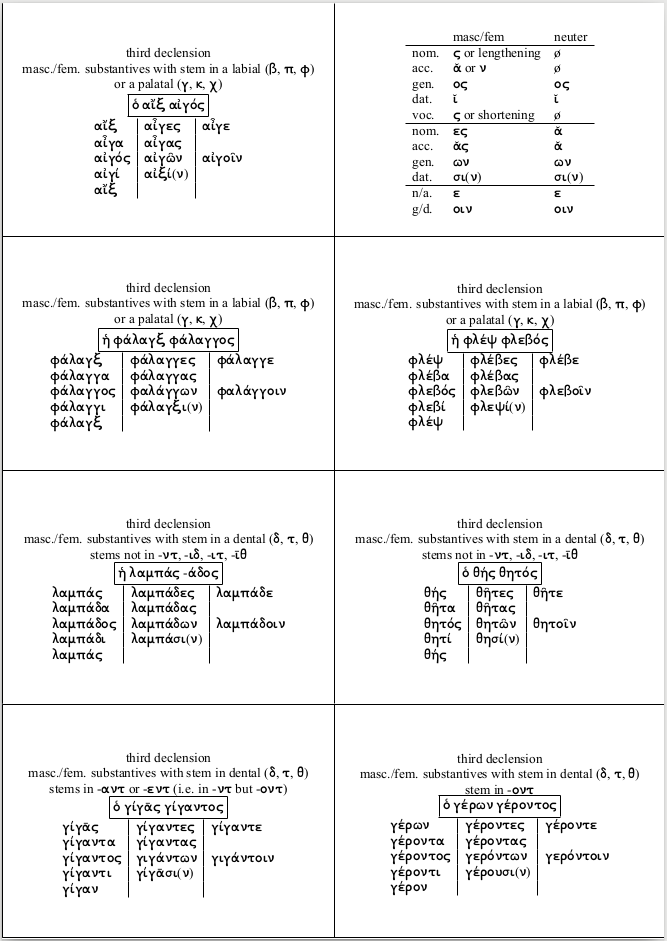 third declension
masc./fem. substantives with stem in a labial (β, π, φ)
or a palatal (γ, κ, χ)
ὁ αἴξ αἰγός
αἴξ αἶγες αἶγε
αἶγα αἶγας
αἰγός αἰγῶν αἰγοῖν
αἰγί αἰξί(ν)
αἴξ
masc/fem neuter
nom. ς or lengthening ø
acc. ᾰ or ν ø
gen. ος ος
dat. ῐ ῐ
voc. ς or shortening ø
nom. ες ᾰ
acc. ᾰς ᾰ
gen. ων ων
dat. σι(ν) σι(ν)
n/a. ε ε
g/d. οιν οιν
third declension
masc./fem. substantives with stem in a labial (β, π, φ)
or a palatal (γ, κ, χ)
ἡ φάλαγξ φάλαγγος
φάλαγξ φάλαγγες φάλαγγε
φάλαγγα φάλαγγας
φάλαγγος φαλάγγων φαλάγγοιν
φάλαγγι φάλαγξι(ν)
φάλαγξ
third declension
masc./fem. substantives with stem in a labial (β, π, φ)
or a palatal (γ, κ, χ)
ἡ φλέψ φλεβός
φλέψ φλέβες φλέβε
φλέβα φλέβας
φλεβός φλεβῶν φλεβοῖν
φλεβί φλεψί(ν)
φλέψ
third declension
masc./fem. substantives with stem in a dental (δ, τ, θ)
stems not in -ντ, -ιδ, -ιτ, -ῑθ
ἡ λαμπάς -άδος
λαμπάς λαμπάδες λαμπάδε
λαμπάδα λαμπάδας
λαμπάδος λαμπάδων λαμπάδοιν
λαμπάδι λαμπάσι(ν)
λαμπάς
third declension
masc./fem. substantives with stem in a dental (δ, τ, θ)
stems not in -ντ, -ιδ, -ιτ, -ῑθ
ὁ θής θητός
θής θῆτες θῆτε
θῆτα θῆτας
θητός θητῶν θητοῖν
θητί θησί(ν)
θής
third declension
masc./fem. substantives with stem in dental (δ, τ, θ)
stems in -αντ or -εντ (i.e. in -ντ but -οντ)
ὁ γίγᾱς γίγαντος
γίγᾱς γίγαντες γίγαντε
γίγαντα γίγαντας
γίγαντος γιγάντων γιγάντοιν
γίγαντι γίγᾱσι(ν)
γίγαν
third declension
masc./fem. substantives with stem in dental (δ, τ, θ)
stem in -οντ
ὁ γέρων γέροντος
γέρων γέροντες γέροντε
γέροντα γέροντας
γέροντος γερόντων γερόντοιν
γέροντι γέρουσι(ν)
γέρον